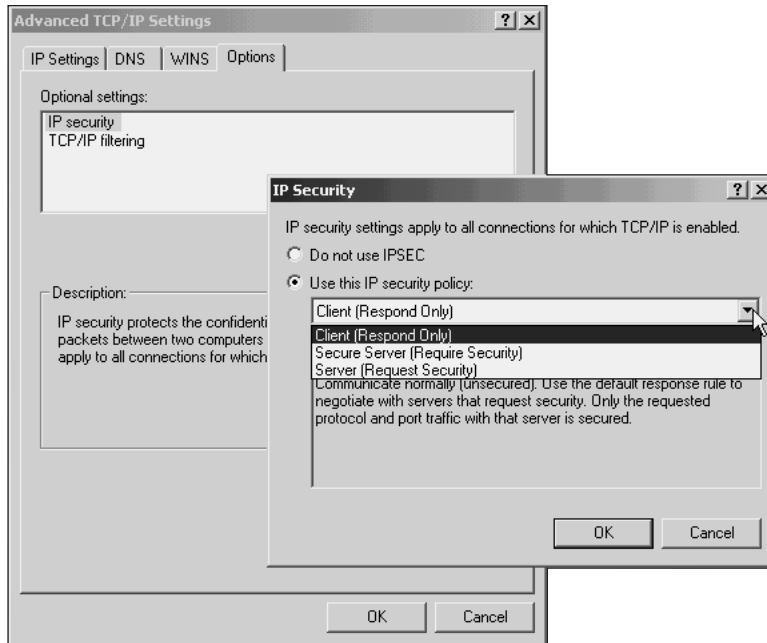 Advanced TCP/IP Settings
IP Settings DNS WINS Options
Optional settings:
IP security
TCP/IP filtering
Description:
IP security protects the confidenti
packets between two computers
apply to all connections for which
OK Cancel
IP Security
IP security settings apply to all connections for which TCP/IP is enabled.
Do not use IPSEC
Use this IP security policy:
Client (Respond Only)
Client (Respond Only)
Secure Server (Require Security)
Server (Request Security)
Communicate normally (unsecured). Use the default response rule to
negotiate with servers that request security. Only the requested
protocol and port traffic with that server is secured.
OK Cancel